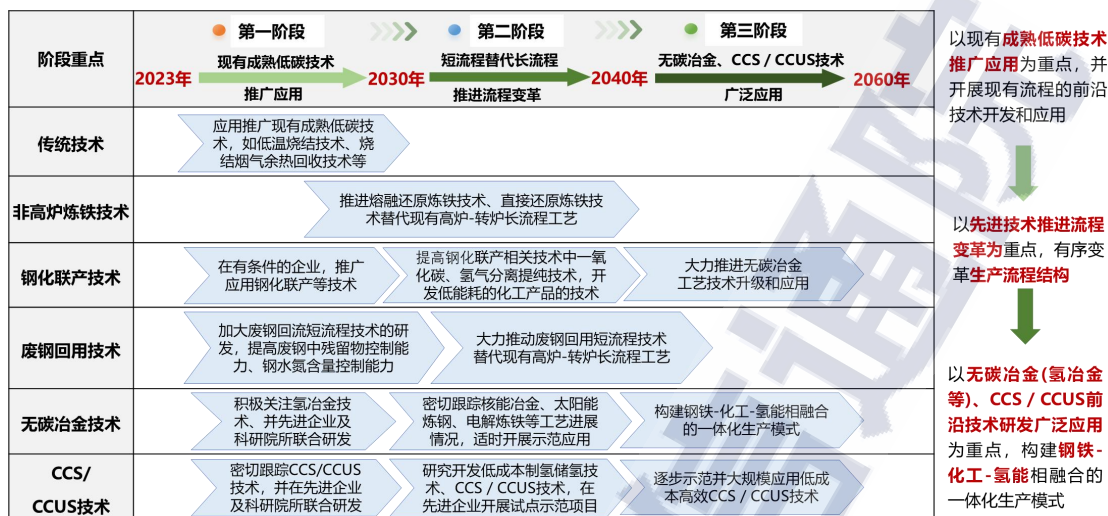 阶段重点
第一阶段
第二阶段
第三阶段
2023年
现有成熟低碳技术
推广应用
2030年
短流程替代长流程
推进流程变革
2040年
无碳冶金、CCS / CCUS技术
广泛应用
2060年
传统技术
应用推广现有成熟低碳技
术，如低温烧结技术、烧
结烟气余热回收技术等
非高炉炼铁技术
推进熔融还原炼铁技术、直接还原炼铁技
术替代现有高炉-转炉长流程工艺
钢化联产技术
在有条件的企业，推广
应用钢化联产等技术
提高钢化联产相关技术中一氧
化碳、氢气分离提纯技术，开
发低能耗的化工产品的技术
大力推进无碳冶金
工艺技术升级和应用
废钢回用技术
加大废钢回流短流程技术的研
发，提高废钢中残留物控制能
力、钢水氮含量控制能力
大力推动废钢回用短流程技术
替代现有高炉-转炉长流程工艺
无碳冶金技术
积极关注氢冶金技
术、并先进企业及
科研院所联合研发
密切跟踪核能冶金、太阳能
炼钢、电解炼铁等工艺进展
情况，适时开展示范应用
构建钢铁-化工-氢能相融合
的一体化生产模式
CCS/
CCUS技术
密切跟踪CCS/CCUS
技术，并在先进企业
及科研院所联合研发
研究开发低成本制氢储氢技
术、CCS / CCUS技术，在
先进企业开展试点示范项目
逐步示范并大规模应用低成
本高效CCS / CCUS技术
以现有成熟低碳技术
推广应用为重点，并
开展现有流程的前沿
技术开发和应用
以先进技术推进流程
变革为重点，有序变
革生产流程结构
以无碳冶金(氢冶金
等)、CCS / CCUS前
沿技术研发广泛应用
为重点，构建钢铁-
化工-氢能相融合的
一体化生产模式
信通院